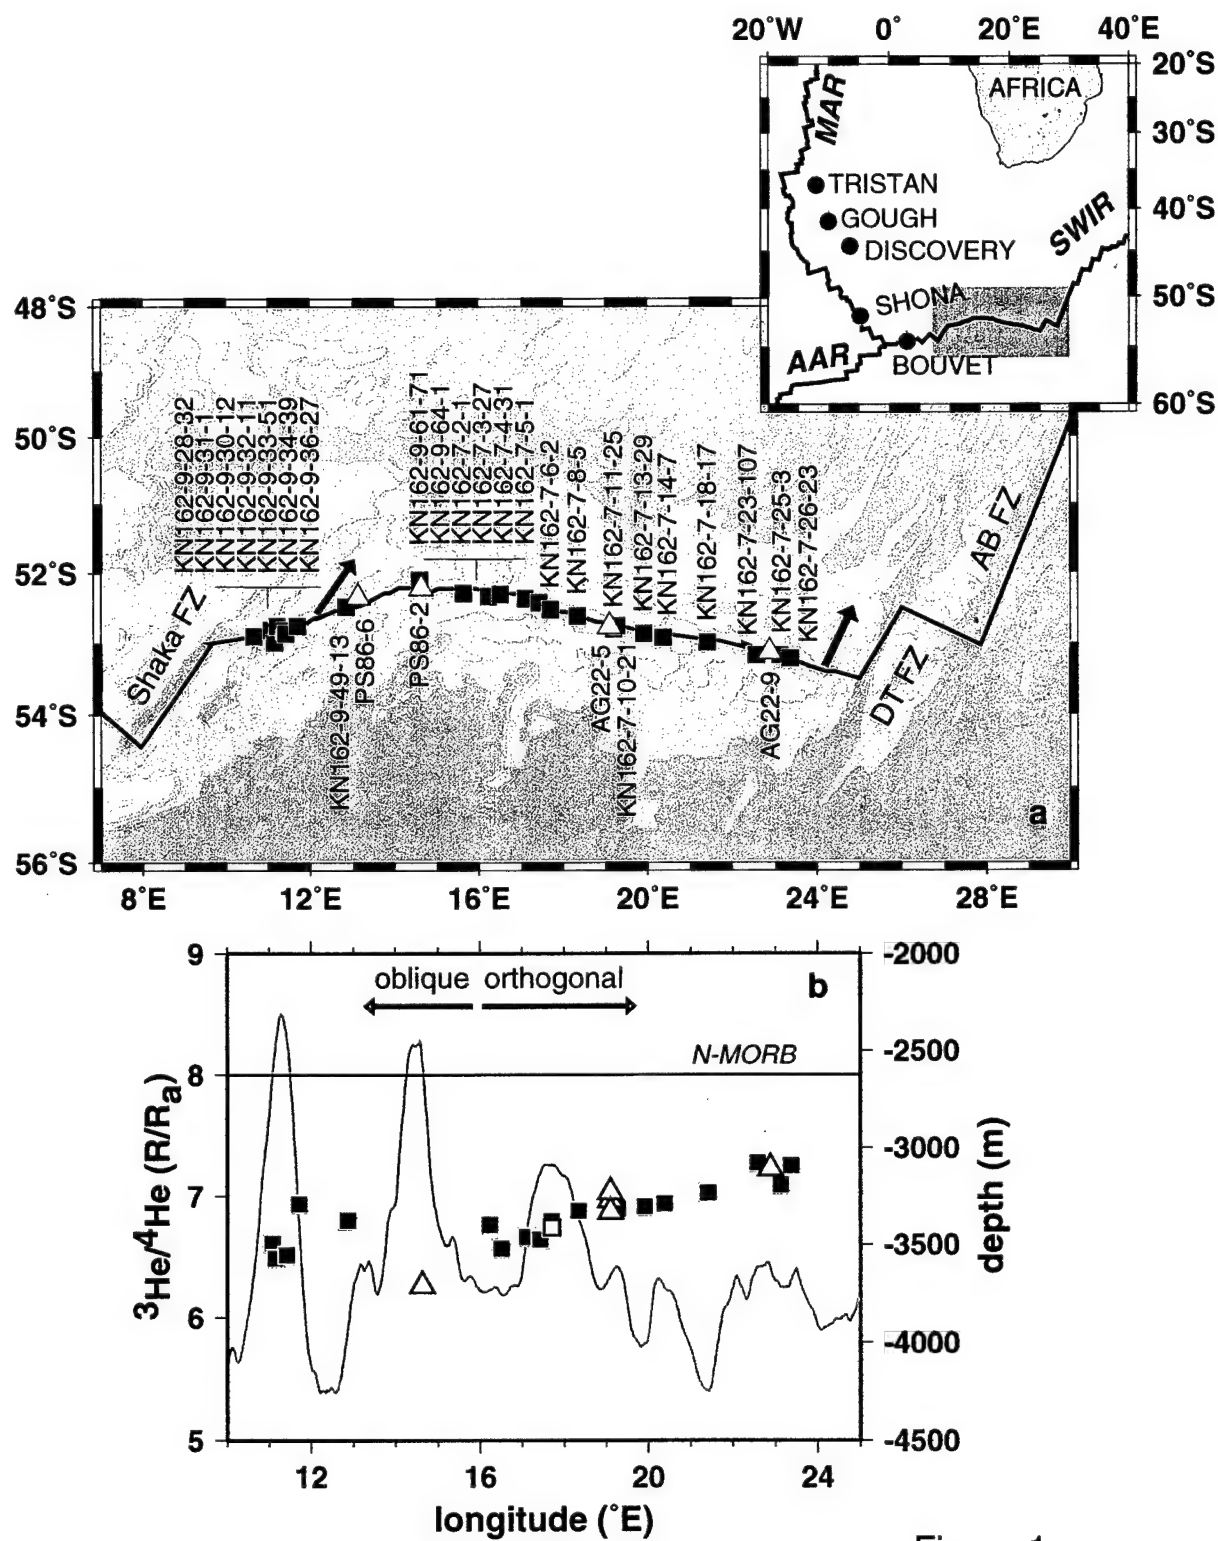 20°W 0° 20°E 40°E
20°S
30°S
40°S
50°S
60°S
AFRICA
MAR
TRISTAN
GOUGH
DISCOVERY
SWIR
SHONA
AAR
BOUVET
48°S
50°S
52°S
54°S
56°S
KN162-9-28-32
KN162-9-31-1
KN162-9-30-12
KN162-9-32-11
KN162-9-33-51
KN162-9-34-39
KN162-9-36-27
KN162-9-61-71
KN162-9-64-1
KN162-7-2-1
KN162-7-3-27
KN162-7-4-31
KN162-7-5-1
KN162-7-6-2
KN162-7-8-5
KN162-7-11-25
KN162-7-13-29
KN162-7-14-7
KN162-7-18-17
KN162-7-23-107
KN162-7-25-3
KN162-7-26-23
Shaka FZ
KN162-9-49-13
PS86-6
PS86-2
AG22-5
KN162-7-10-21
AG22-9
DT FZ
AB FZ
a
8°E 12°E 16°E 20°E 24°E 28°E
9
8
7
6
5
³He/⁴He (R/Rₐ)
oblique orthogonal
b
N-MORB
-2000
-2500
-3000
-3500
-4000
-4500
depth (m)
12 16 20 24
longitude (°E)